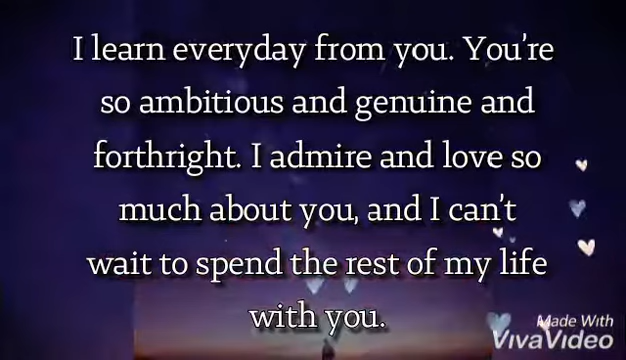 I learn everyday from you. You're
so ambitious and genuine and
forthright. I admire and love so
much about you, and I can't
wait to spend the rest of my life
with you.
Made With
VivaVideo